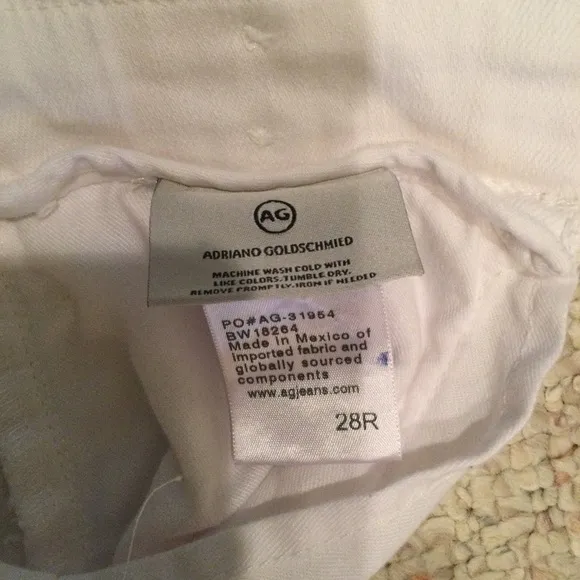 AG
ADRIANO GOLDSCHMIED
MACHINE WASH COLD WITH
LIKE COLORS. TUMBLE DRY.
REMOVE PROMPTLY. IRON IF NEEDED
PO#AG-31954
BW18264
Made in Mexico of
imported fabric and
globally sourced
components
www.agjeans.com
28R